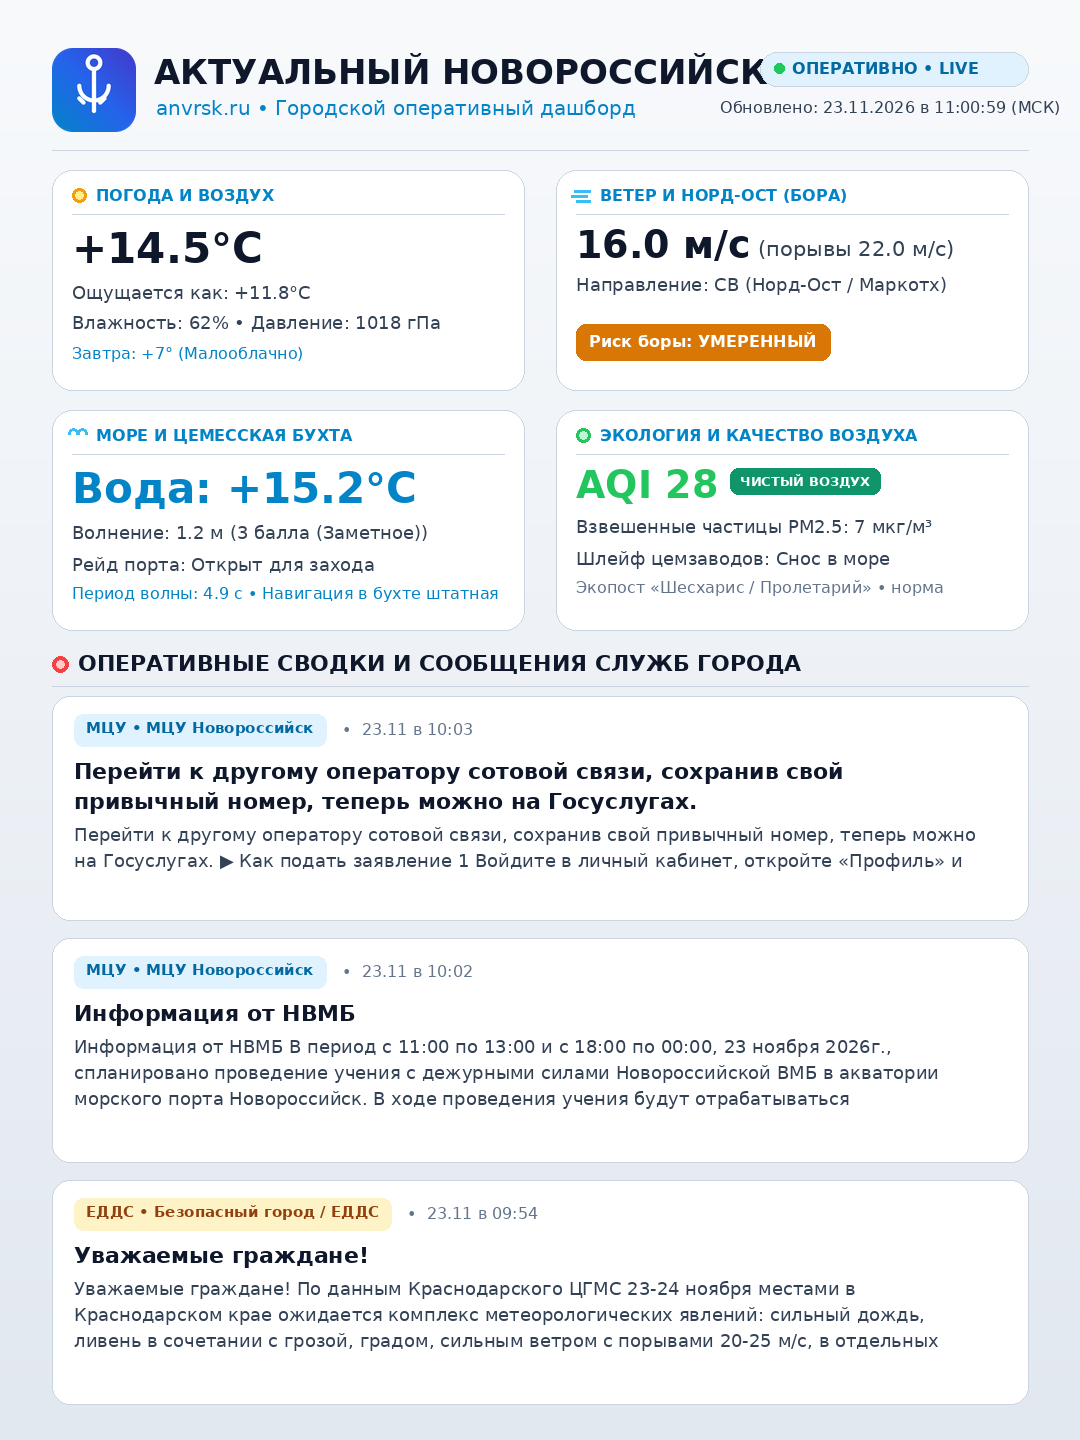 АКТУАЛЬНЫЙ НОВОРОССИЙСК
ОПЕРАТИВНО • LIVE
anvrsk.ru • Городской оперативный дашборд
Обновлено: 23.11.2026 в 11:00:59 (МСК)
ПОГОДА И ВОЗДУХ
+14.5°C
Ощущается как: +11.8°C
Влажность: 62% • Давление: 1018 гПа
Завтра: +7° (Малооблачно)
ВЕТЕР И НОРД-ОСТ (БОРА)
16.0 м/с (порывы 22.0 м/с)
Направление: СВ (Норд-Ост / Маркотх)
Риск боры: УМЕРЕННЫЙ
МОРЕ И ЦЕМЕССКАЯ БУХТА
Вода: +15.2°C
Волнение: 1.2 м (3 балла (Заметное))
Рейд порта: Открыт для захода
Период волны: 4.9 с • Навигация в бухте штатная
ЭКОЛОГИЯ И КАЧЕСТВО ВОЗДУХА
AQI 28 ЧИСТЫЙ ВОЗДУХ
Взвешенные частицы PM2.5: 7 мкг/м³
Шлейф цемзаводов: Снос в море
Экопост «Шесхарис / Пролетарий» • норма
ОПЕРАТИВНЫЕ СВОДКИ И СООБЩЕНИЯ СЛУЖБ ГОРОДА
МЦУ • МЦУ Новороссийск • 23.11 в 10:03
Перейти к другому оператору сотовой связи, сохранив свой
привычный номер, теперь можно на Госуслугах.
Перейти к другому оператору сотовой связи, сохранив свой привычный номер, теперь можно
на Госуслугах. ▶ Как подать заявление 1 Войдите в личный кабинет, откройте «Профиль» и
МЦУ • МЦУ Новороссийск • 23.11 в 10:02
Информация от НВМБ
Информация от НВМБ В период с 11:00 по 13:00 и с 18:00 по 00:00, 23 ноября 2026г.,
спланировано проведение учения с дежурными силами Новороссийской ВМБ в акватории
морского порта Новороссийск. В ходе проведения учения будут отрабатываться
ЕДДС • Безопасный город / ЕДДС • 23.11 в 09:54
Уважаемые граждане!
Уважаемые граждане! По данным Краснодарского ЦГМС 23-24 ноября местами в
Краснодарском крае ожидается комплекс метеорологических явлений: сильный дождь,
ливень в сочетании с грозой, градом, сильным ветром с порывами 20-25 м/с, в отдельных